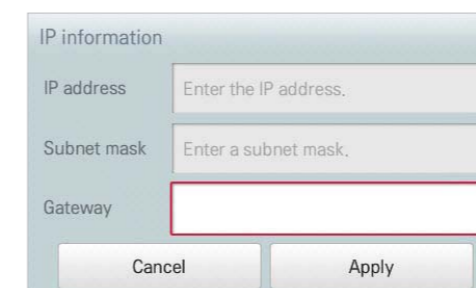 IP information
IP address Enter the IP address.
Subnet mask Enter a subnet mask.
Gateway
Cancel Apply